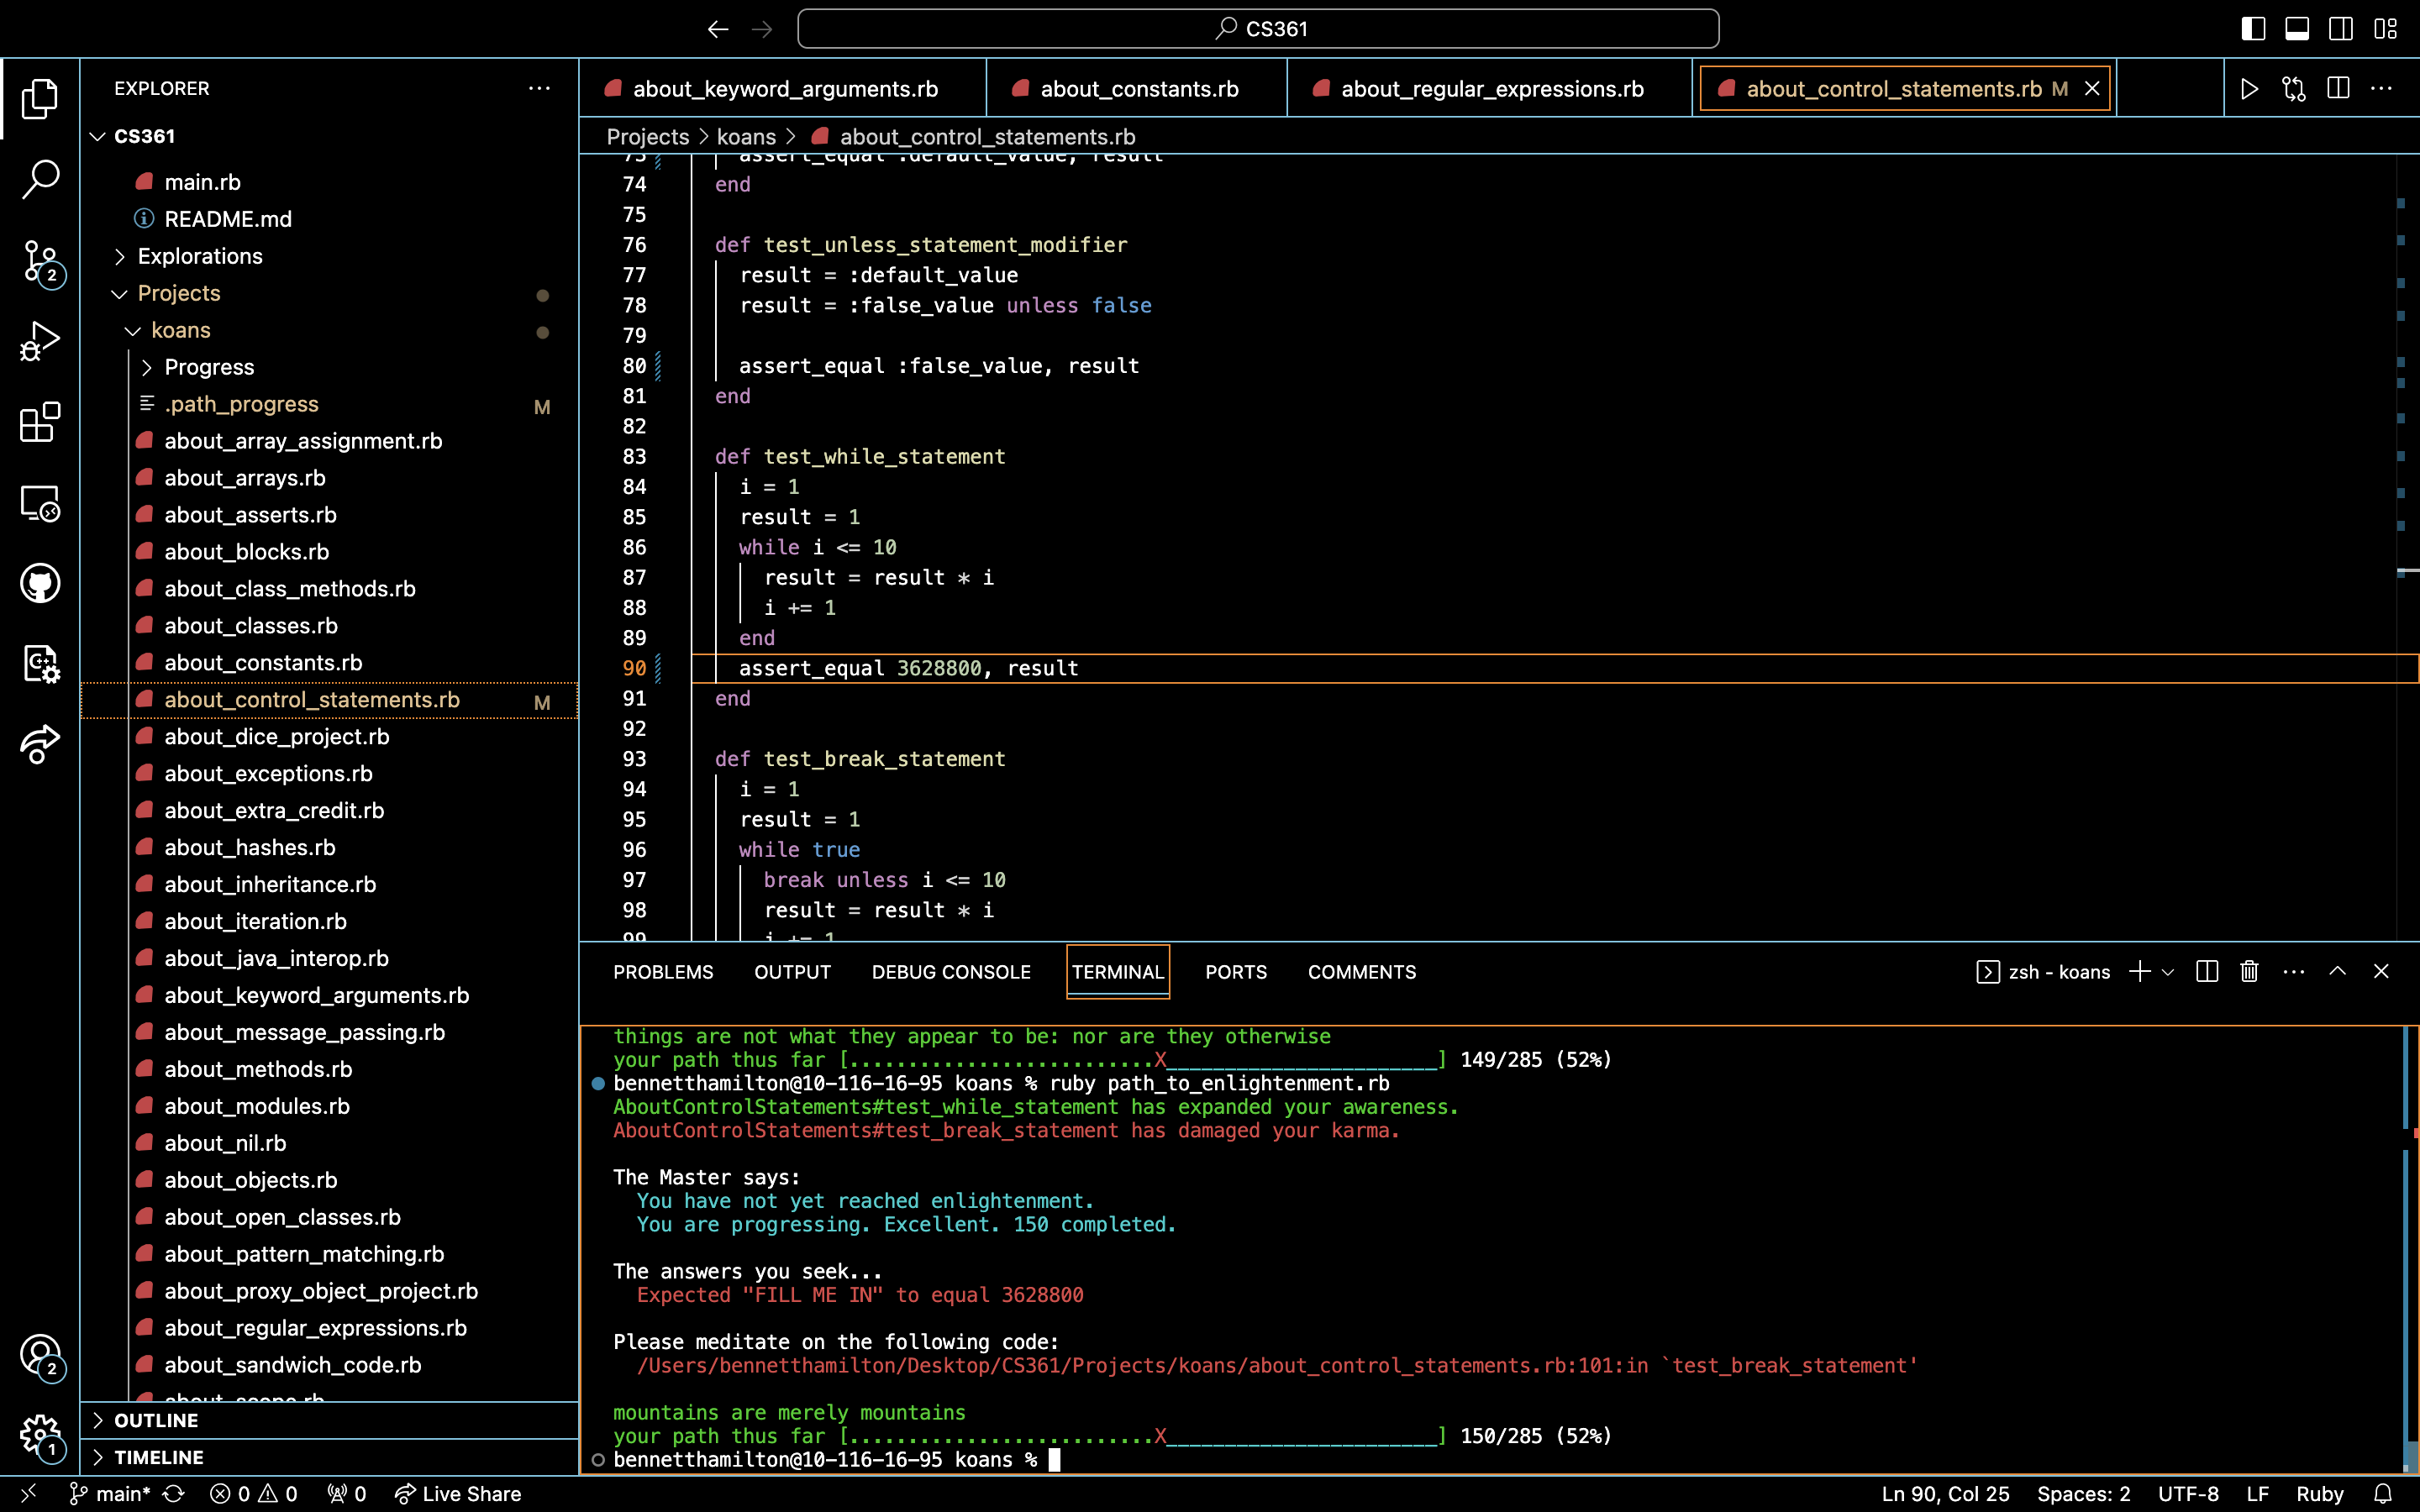 CS361
EXPLORER
CS361
main.rb
README.md
Explorations
Projects
koans
Progress
.path_progress M
about_array_assignment.rb
about_arrays.rb
about_asserts.rb
about_blocks.rb
about_class_methods.rb
about_classes.rb
about_constants.rb
about_control_statements.rb M
about_dice_project.rb
about_exceptions.rb
about_extra_credit.rb
about_hashes.rb
about_inheritance.rb
about_iteration.rb
about_java_interop.rb
about_keyword_arguments.rb
about_message_passing.rb
about_methods.rb
about_modules.rb
about_nil.rb
about_objects.rb
about_open_classes.rb
about_pattern_matching.rb
about_proxy_object_project.rb
about_regular_expressions.rb
about_sandwich_code.rb
about_scope.rb
OUTLINE
TIMELINE
2
2
1
about_keyword_arguments.rb about_constants.rb about_regular_expressions.rb about_control_statements.rb M
Projects > koans > about_control_statements.rb
73 assert_equal :default_value, result
74 end
75
76 def test_unless_statement_modifier
77 result = :default_value
78 result = :false_value unless false
79
80 assert_equal :false_value, result
81 end
82
83 def test_while_statement
84 i = 1
85 result = 1
86 while i <= 10
87 result = result * i
88 i += 1
89 end
90 assert_equal 3628800, result
91 end
92
93 def test_break_statement
94 i = 1
95 result = 1
96 while true
97 break unless i <= 10
98 result = result * i
99 i += 1
PROBLEMS OUTPUT DEBUG CONSOLE TERMINAL PORTS COMMENTS zsh - koans
things are not what they appear to be: nor are they otherwise
your path thus far [..........................X_______________________] 149/285 (52%)
bennetthamilton@10-116-16-95 koans % ruby path_to_enlightenment.rb
AboutControlStatements#test_while_statement has expanded your awareness.
AboutControlStatements#test_break_statement has damaged your karma.
The Master says:
You have not yet reached enlightenment.
You are progressing. Excellent. 150 completed.
The answers you seek...
Expected "FILL ME IN" to equal 3628800
Please meditate on the following code:
/Users/bennetthamilton/Desktop/CS361/Projects/koans/about_control_statements.rb:101:in `test_break_statement'
mountains are merely mountains
your path thus far [..........................X_______________________] 150/285 (52%)
bennetthamilton@10-116-16-95 koans %
main* 0 0 0 Live Share Ln 90, Col 25 Spaces: 2 UTF-8 LF Ruby